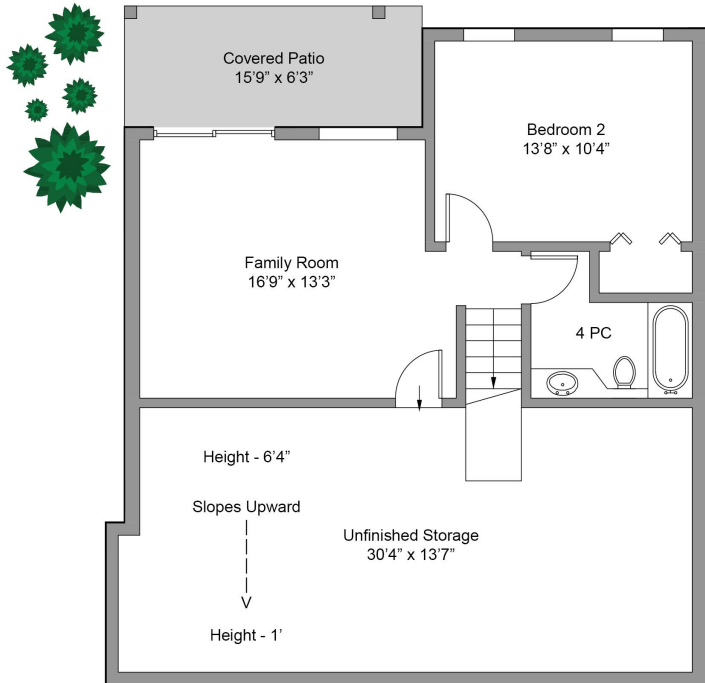 Covered Patio
15’9” x 6’3”
Bedroom 2
13’8” x 10’4”
Family Room
16’9” x 13’3”
4 PC
Height - 6’4”
Slopes Upward
Unfinished Storage
30’4” x 13’7”
Height - 1’